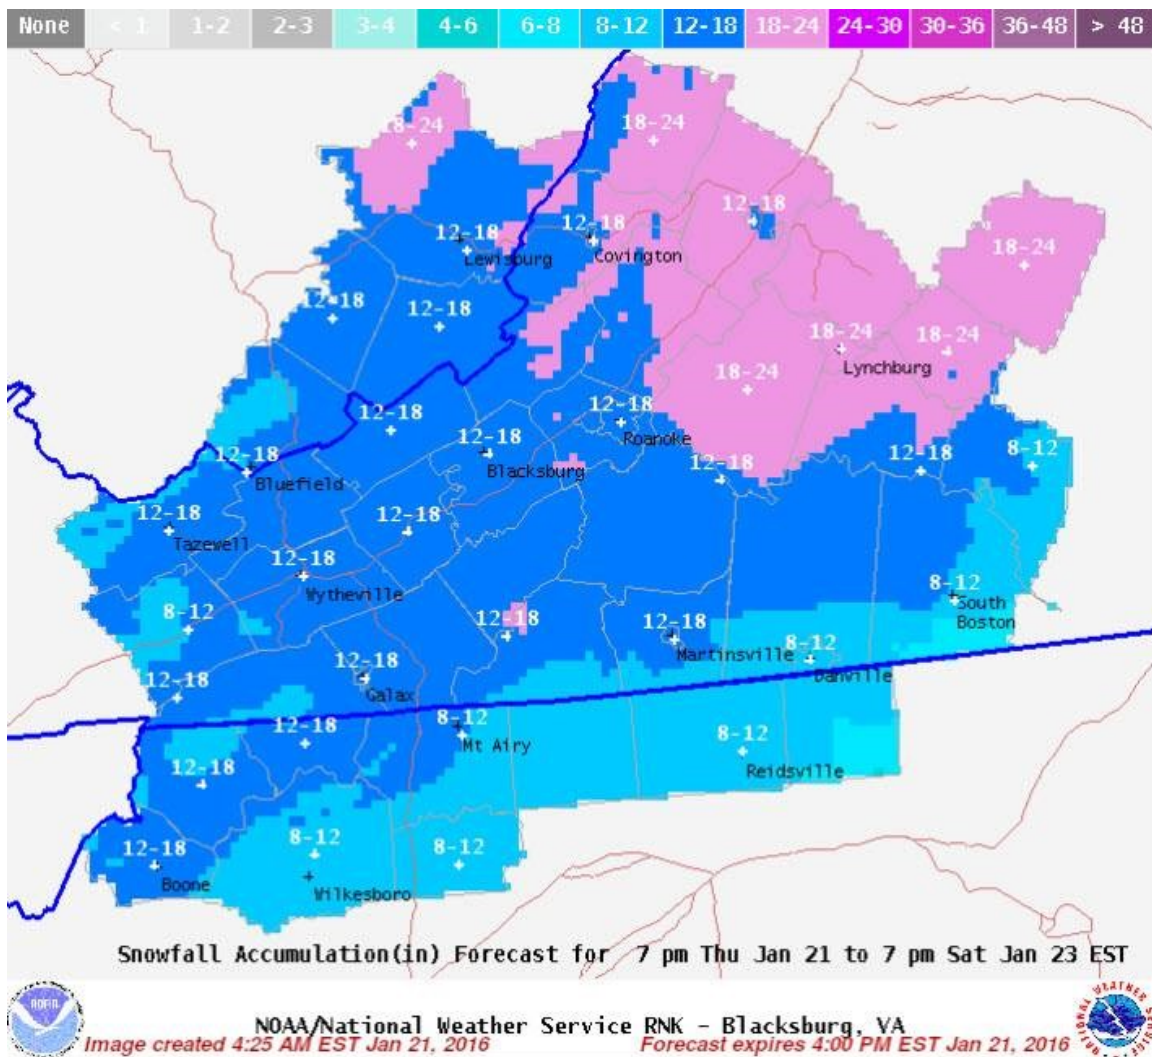 None < 1 1-2 2-3 3-4 4-6 6-8 8-12 12-18 18-24 24-30 30-36 36-48 > 48
18-24
18-24
12-18
12-18
Lewisburg
12-18
Covington
18-24
12-18
12-18
18-24
Lynchburg
18-24
18-24
12-18
12-18
Roanoke
12-18
Blacksburg
12-18
Bluefield
12-18
12-18
8-12
12-18
Tazewell
12-18
12-18
Wytheville
8-12
South
Boston
8-12
12-18
12-18
Martinsville
8-12
Danville
12-18
Galax
12-18
12-18
8-12
Mt Airy
8-12
Reidsville
12-18
12-18
Boone
8-12
Wilkesboro
8-12
Snowfall Accumulation(in) Forecast for 7 pm Thu Jan 21 to 7 pm Sat Jan 23 EST
NOAA
NOAA/National Weather Service RNK - Blacksburg, VA
Image created 4:25 AM EST Jan 21, 2016
Forecast expires 4:00 PM EST Jan 21, 2016